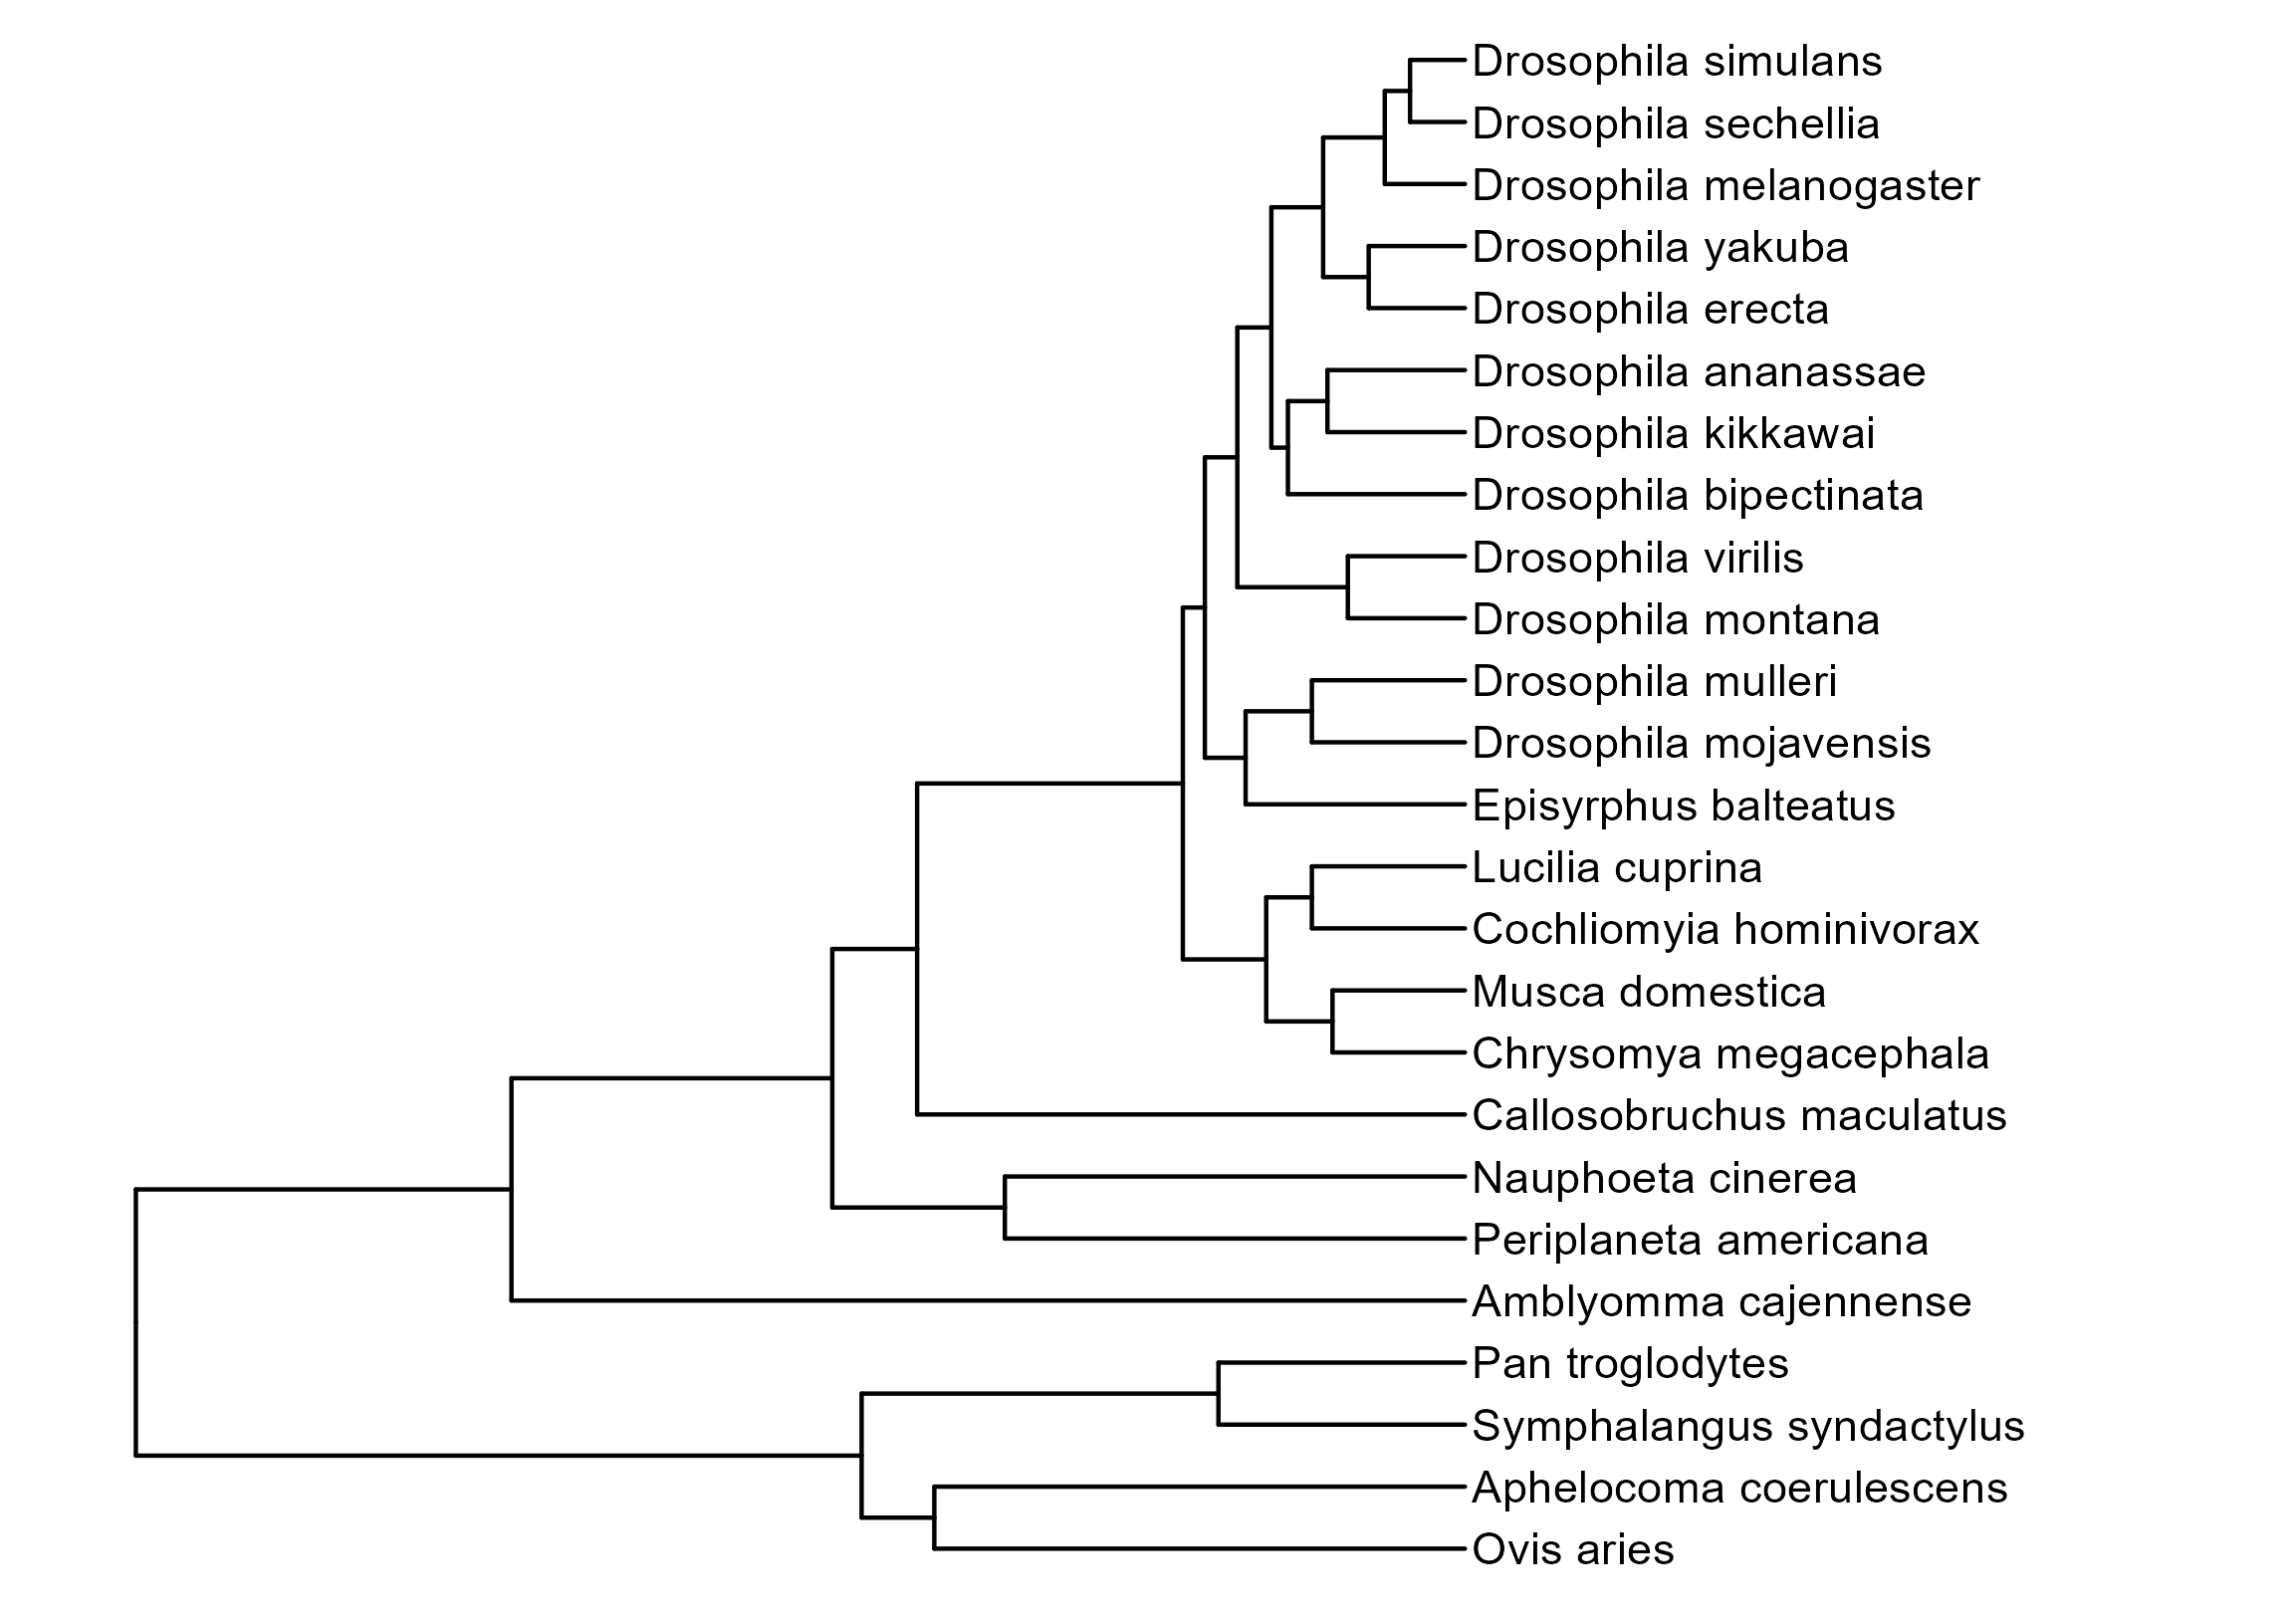 Drosophila simulans
Drosophila sechellia
Drosophila melanogaster
Drosophila yakuba
Drosophila erecta
Drosophila ananassae
Drosophila kikkawai
Drosophila bipectinata
Drosophila virilis
Drosophila montana
Drosophila mulleri
Drosophila mojavensis
Episyrphus balteatus
Lucilia cuprina
Cochliomyia hominivorax
Musca domestica
Chrysomya megacephala
Callosobruchus maculatus
Nauphoeta cinerea
Periplaneta americana
Amblyomma cajennense
Pan troglodytes
Symphalangus syndactylus
Aphelocoma coerulescens
Ovis aries